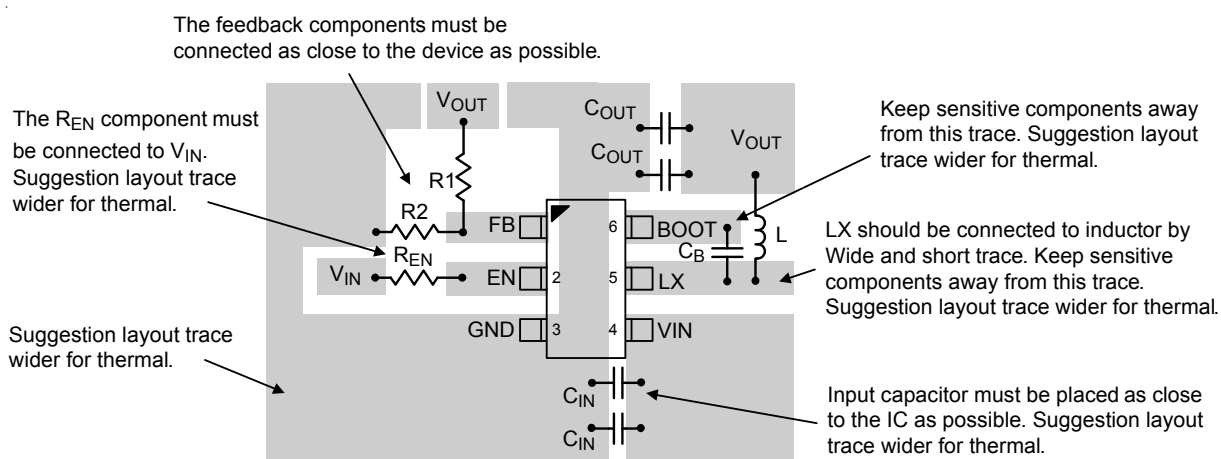 The feedback components must be
connected as close to the device as possible.
The REN component must
be connected to VIN.
Suggestion layout trace
wider for thermal.
Suggestion layout trace
wider for thermal.
VOUT
R1
R2
REN
VIN
FB
EN
GND
2
3
6
5
4
BOOT
LX
VIN
COUT
COUT
VOUT
CB
L
CIN
CIN
Keep sensitive components away
from this trace. Suggestion layout
trace wider for thermal.
LX should be connected to inductor by
Wide and short trace. Keep sensitive
components away from this trace.
Suggestion layout trace wider for thermal.
Input capacitor must be placed as close
to the IC as possible. Suggestion layout
trace wider for thermal.